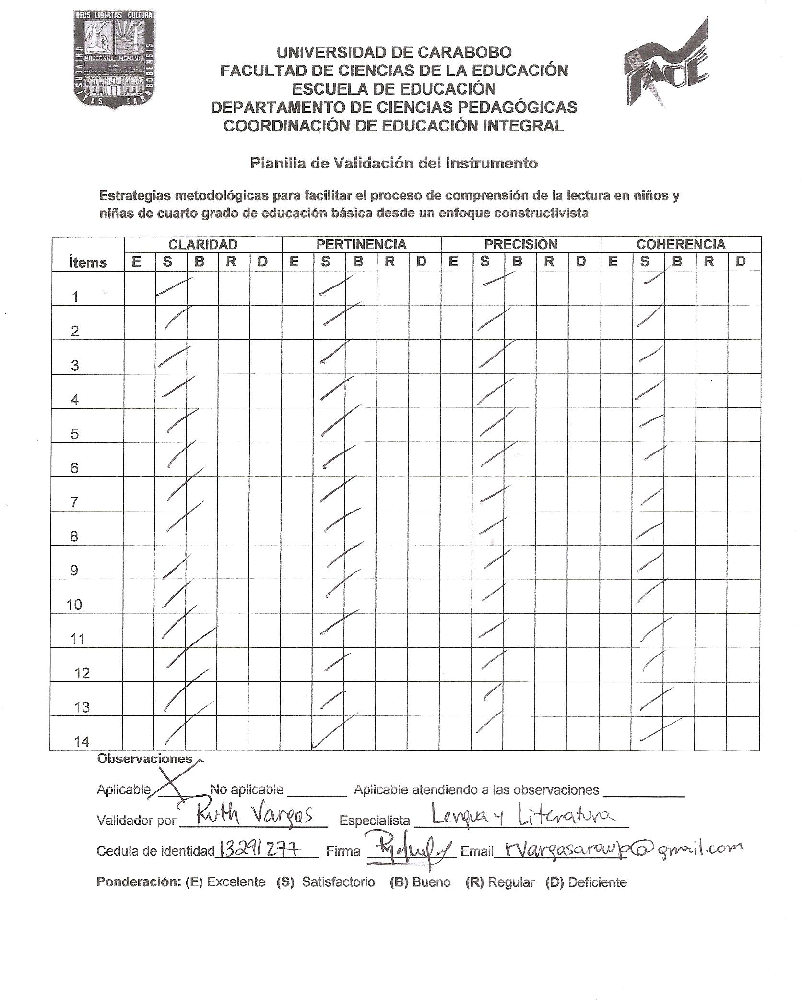 DEUS LIBERTAS CULTURA
MDCCCXCII - MCMLVIII
UNIVERSITAS CARABOBENSIS
FACE
UNIVERSIDAD DE CARABOBO
FACULTAD DE CIENCIAS DE LA EDUCACIÓN
ESCUELA DE EDUCACIÓN
DEPARTAMENTO DE CIENCIAS PEDAGÓGICAS
COORDINACIÓN DE EDUCACIÓN INTEGRAL
Planilla de Validación del Instrumento
Estrategias metodológicas para facilitar el proceso de comprensión de la lectura en niños y
niñas de cuarto grado de educación básica desde un enfoque constructivista
CLARIDAD PERTINENCIA PRECISIÓN COHERENCIA
Ítems E S B R D E S B R D E S B R D E S B R D
1
2
3
4
5
6
7
8
9
10
11
12
13
14
Observaciones
Aplicable X No aplicable Aplicable atendiendo a las observaciones
Validador por Ruth Vargas Especialista Lengua y Literatura
Cedula de identidad 13291277 Firma Email @gmail.com
Ponderación: (E) Excelente (S) Satisfactorio (B) Bueno (R) Regular (D) Deficiente